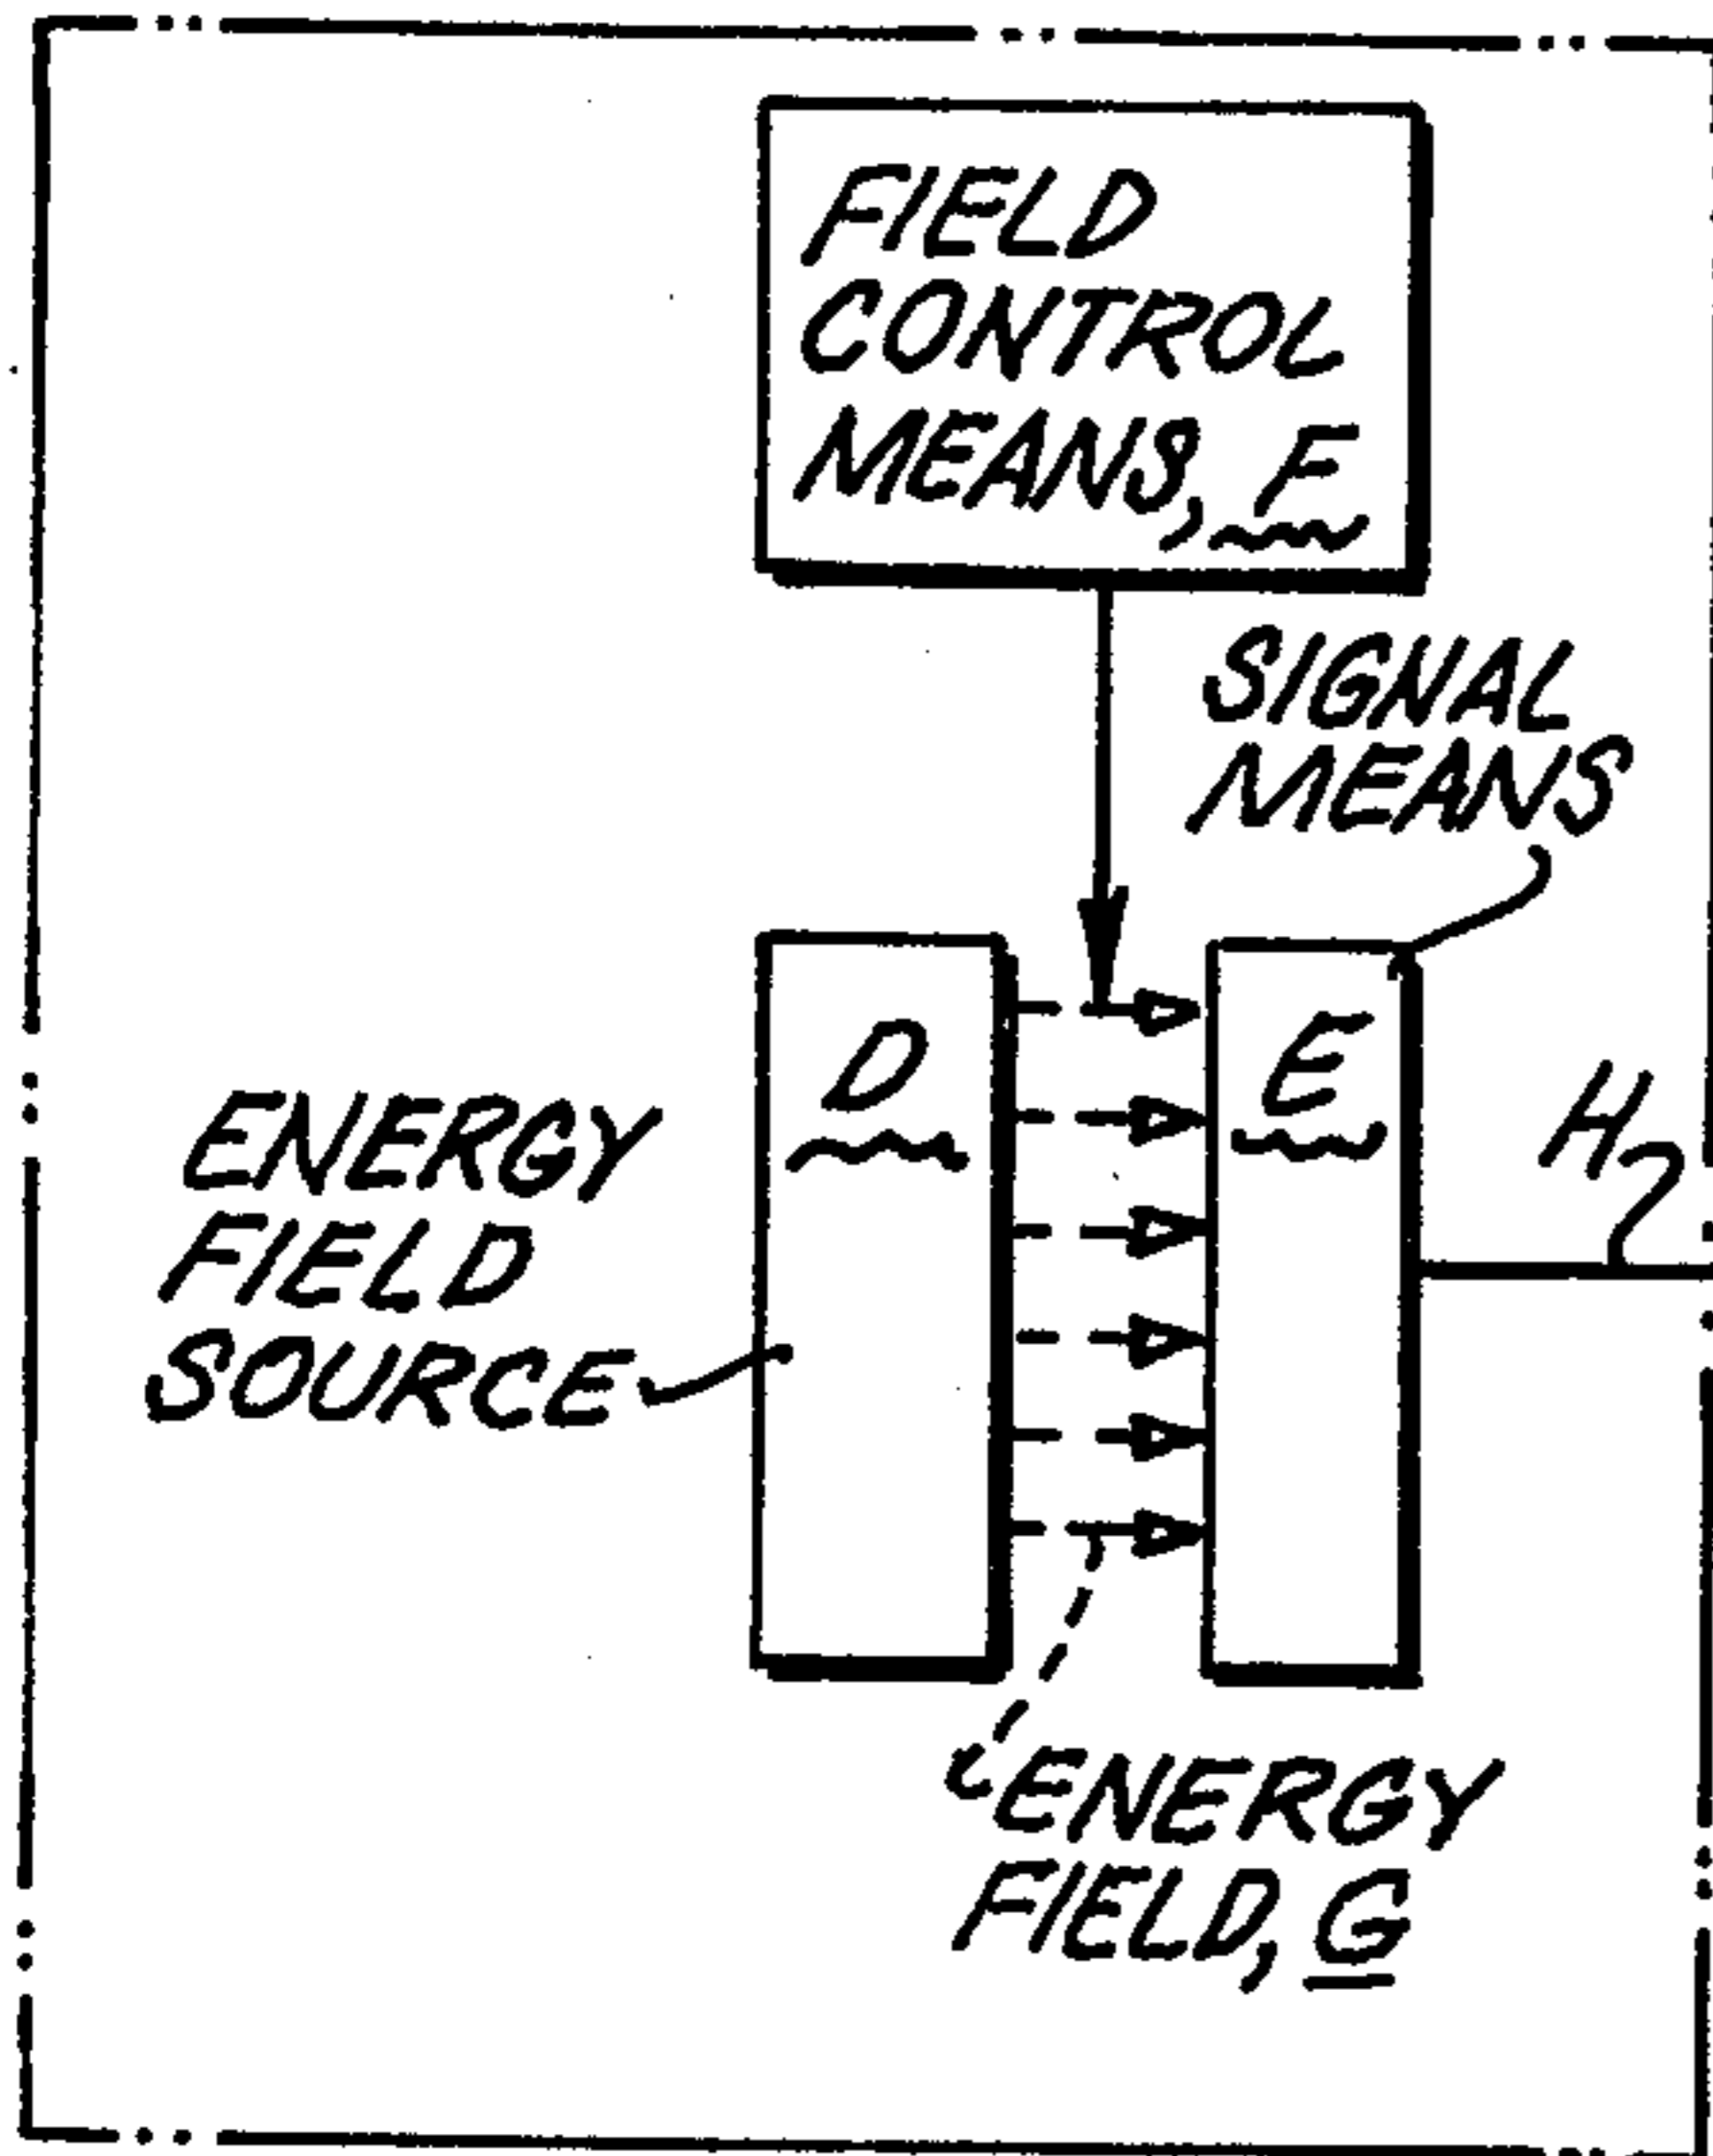 FIELD
CONTROL
MEANS, F
SIGNAL
MEANS
D
E
H2
ENERGY
FIELD
SOURCE
ENERGY
FIELD, G